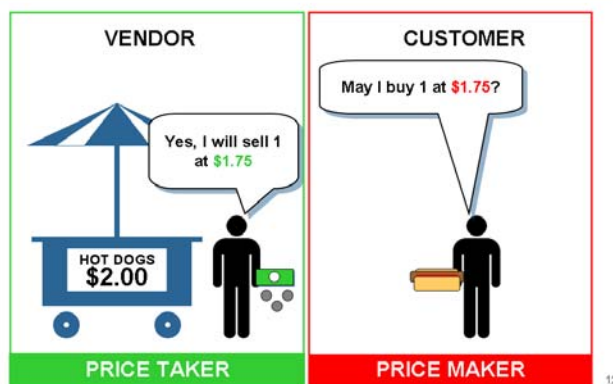 VENDOR
Yes, I will sell 1
at $1.75
HOT DOGS
$2.00
PRICE TAKER
CUSTOMER
May I buy 1 at $1.75?
PRICE MAKER